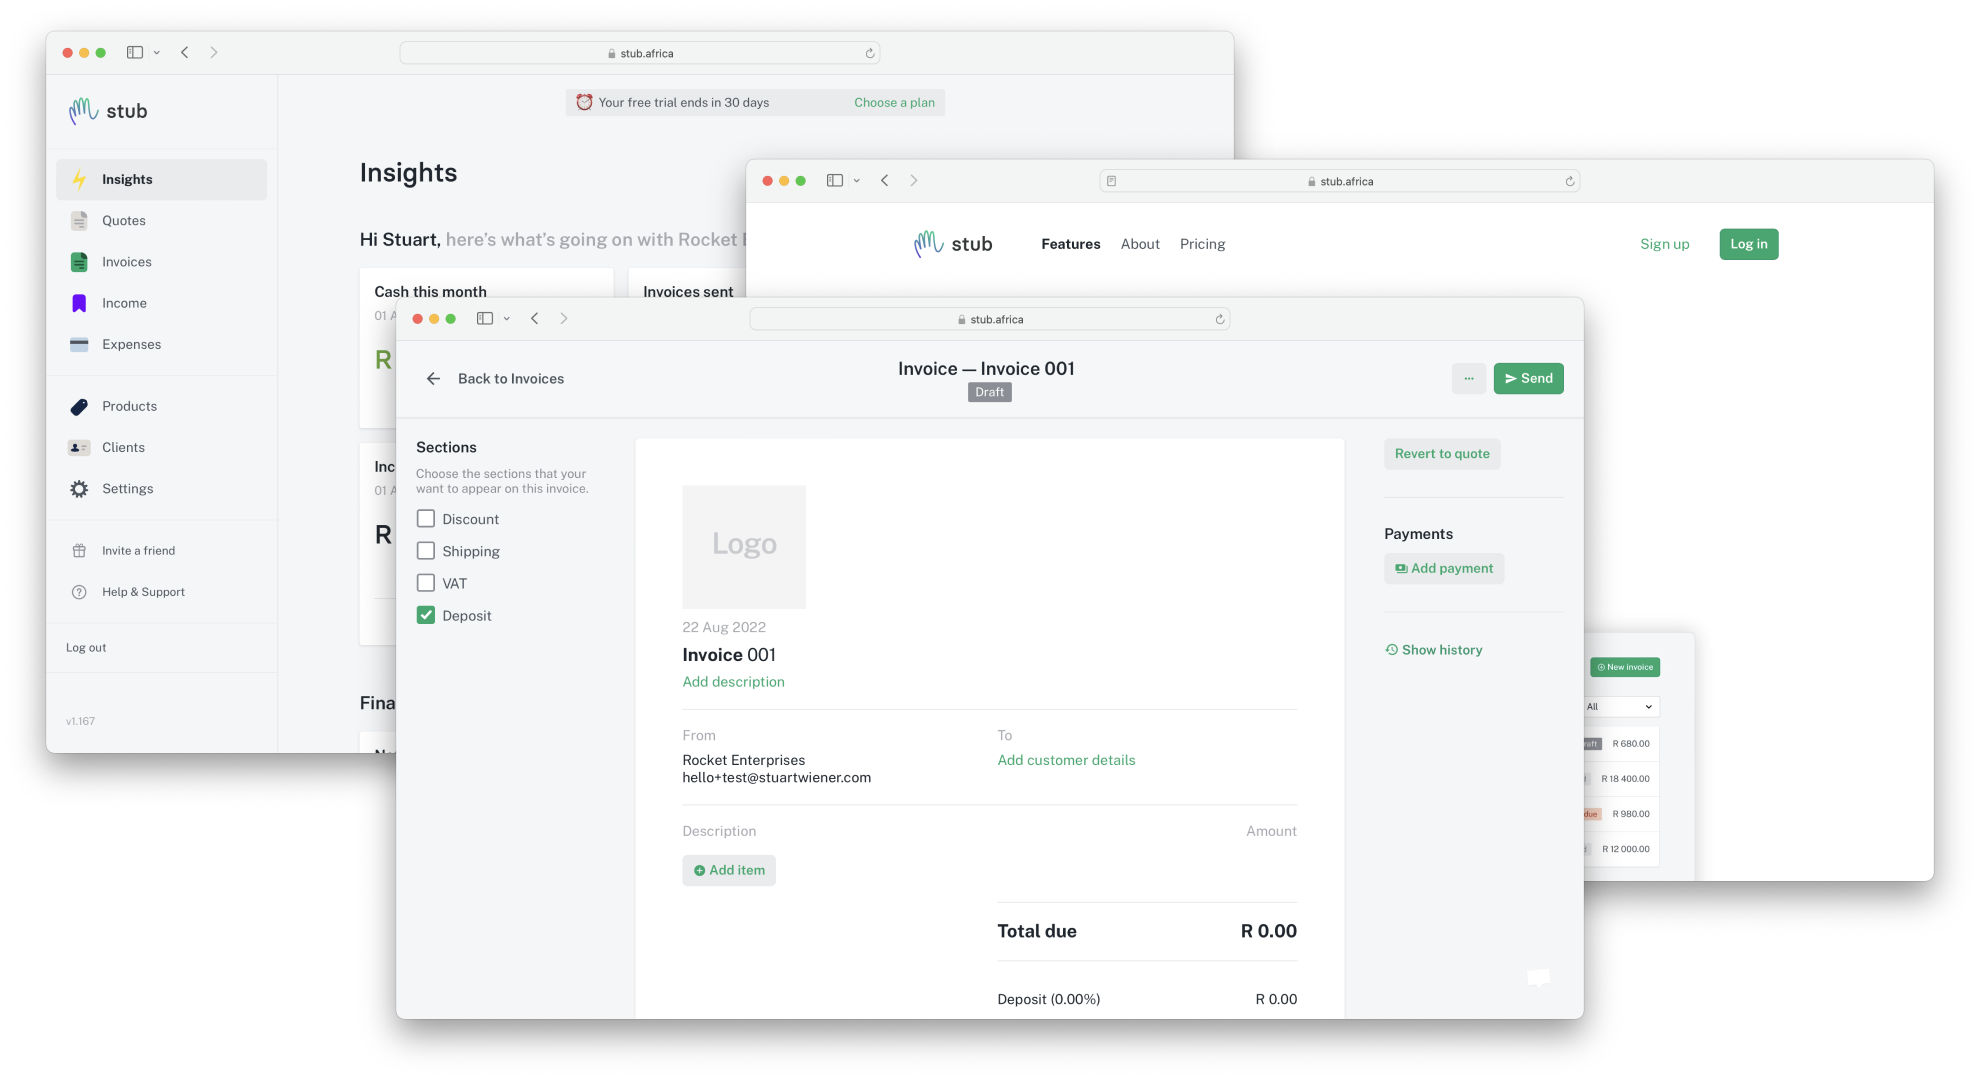 stub.africa
stub
Your free trial ends in 30 days
Choose a plan
Insights
Quotes
Invoices
Income
Expenses
Products
Clients
Settings
Invite a friend
Help & Support
Log out
v1.167
Insights
Hi Stuart, here's what's going on with Rocket
Cash this month
01 A
R
Invoices sent
Inc
01 A
R
Fina
stub.africa
stub
Features
About
Pricing
Sign up
Log in
New invoice
All
R 680.00
R 18 400.00
due
R 980.00
R 12 000.00
stub.africa
Back to Invoices
Invoice — Invoice 001
Draft
···
Send
Sections
Choose the sections that your
want to appear on this invoice.
Discount
Shipping
VAT
Deposit
Logo
22 Aug 2022
Invoice 001
Add description
From
Rocket Enterprises
hello+test@stuartwiener.com
To
Add customer details
Description
Amount
Add item
Total due
R 0.00
Deposit (0.00%)
R 0.00
Revert to quote
Payments
Add payment
Show history